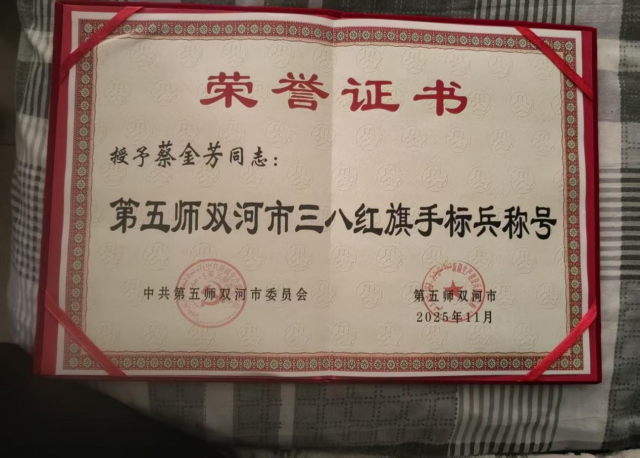 荣誉证书
授予蔡金芳同志：
第五师双河市三八红旗手标兵称号
中共第五师双河市委员会
第五师双河市
2025年11月